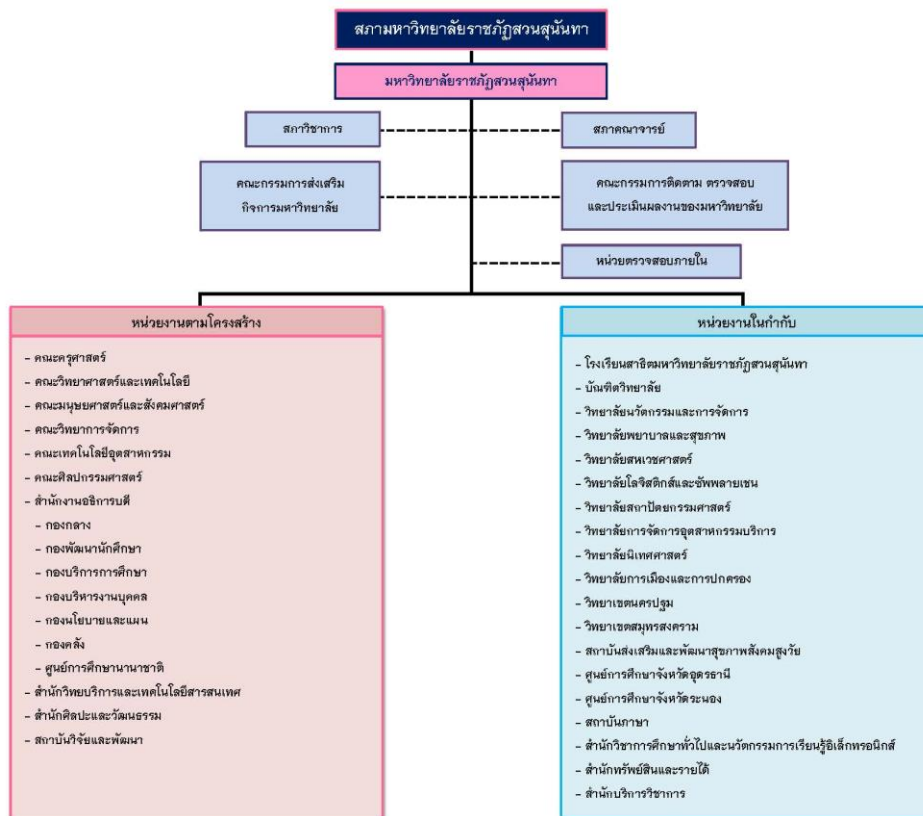 สภามหาวิทยาลัยราชภัฏสวนสุนันทา
มหาวิทยาลัยราชภัฏสวนสุนันทา
สภาวิชาการ
สภาคณาจารย์
คณะกรรมการส่งเสริม
กิจการมหาวิทยาลัย
คณะกรรมการติดตาม ตรวจสอบ
และประเมินผลงานของมหาวิทยาลัย
หน่วยตรวจสอบภายใน
หน่วยงานตามโครงสร้าง
- คณะครุศาสตร์
- คณะวิทยาศาสตร์และเทคโนโลยี
- คณะมนุษยศาสตร์และสังคมศาสตร์
- คณะวิทยาการจัดการ
- คณะเทคโนโลยีอุตสาหกรรม
- คณะศิลปกรรมศาสตร์
- สำนักงานอธิการบดี
- กองกลาง
- กองพัฒนานักศึกษา
- กองบริการการศึกษา
- กองบริหารงานบุคคล
- กองนโยบายและแผน
- กองคลัง
- ศูนย์การศึกษานานาชาติ
- สำนักวิทยบริการและเทคโนโลยีสารสนเทศ
- สำนักศิลปะและวัฒนธรรม
- สถาบันวิจัยและพัฒนา
หน่วยงานในกำกับ
- โรงเรียนสาธิตมหาวิทยาลัยราชภัฏสวนสุนันทา
- บัณฑิตวิทยาลัย
- วิทยาลัยนวัตกรรมและการจัดการ
- วิทยาลัยพยาบาลและสุขภาพ
- วิทยาลัยสหเวชศาสตร์
- วิทยาลัยโลจิสติกส์และซัพพลายเชน
- วิทยาลัยสถาปัตยกรรมศาสตร์
- วิทยาลัยการจัดการอุตสาหกรรมบริการ
- วิทยาลัยนิเทศศาสตร์
- วิทยาลัยการเมืองและการปกครอง
- วิทยาเขตนครปฐม
- วิทยาเขตสมุทรสงคราม
- สถาบันส่งเสริมและพัฒนาสุขภาพสังคมสูงวัย
- ศูนย์การศึกษาจังหวัดอุดรธานี
- ศูนย์การศึกษาจังหวัดระนอง
- สถาบันภาษา
- สำนักวิชาการศึกษาทั่วไปและนวัตกรรมการเรียนรู้อิเล็กทรอนิกส์
- สำนักทรัพย์สินและรายได้
- สำนักบริการวิชาการ